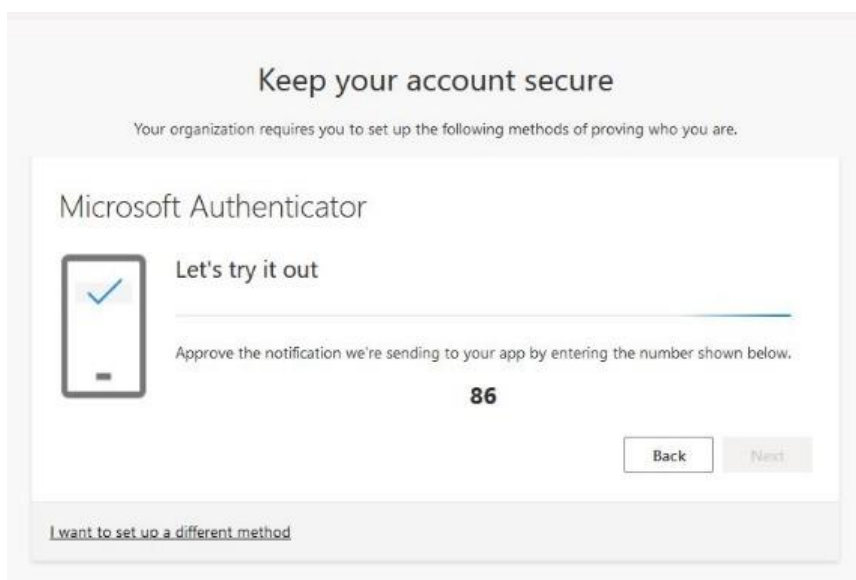 Keep your account secure
Your organization requires you to set up the following methods of proving who you are.
Microsoft Authenticator
Let's try it out
Approve the notification we're sending to your app by entering the number shown below.
86
Back
Next
I want to set up a different method